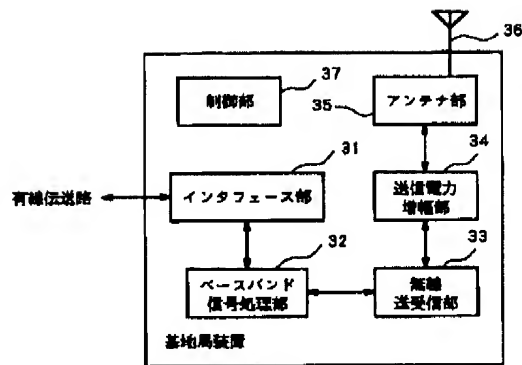 36
37
制御部
35
アンテナ部
31
34
有線伝送路
インタフェース部
送信電力
増幅部
32
33
ベースバンド
信号処理部
無線
送受信部
基地局装置